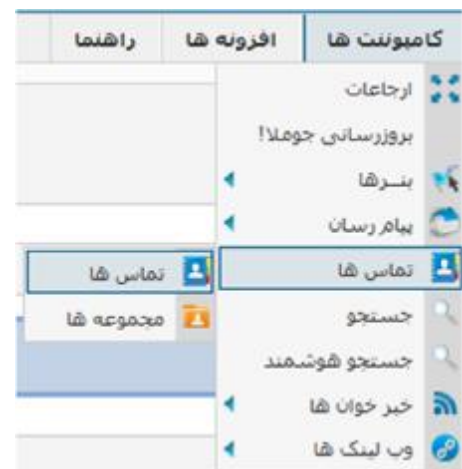 کامپوننت ها افزونه ها راهنما
ارجاعات
بروزرسانی جوملا!
بنـرها
پیام رسان
تماس ها
تماس ها
جستجو
مجموعه ها
جستجو هوشمند
خبر خوان ها
وب لینک ها